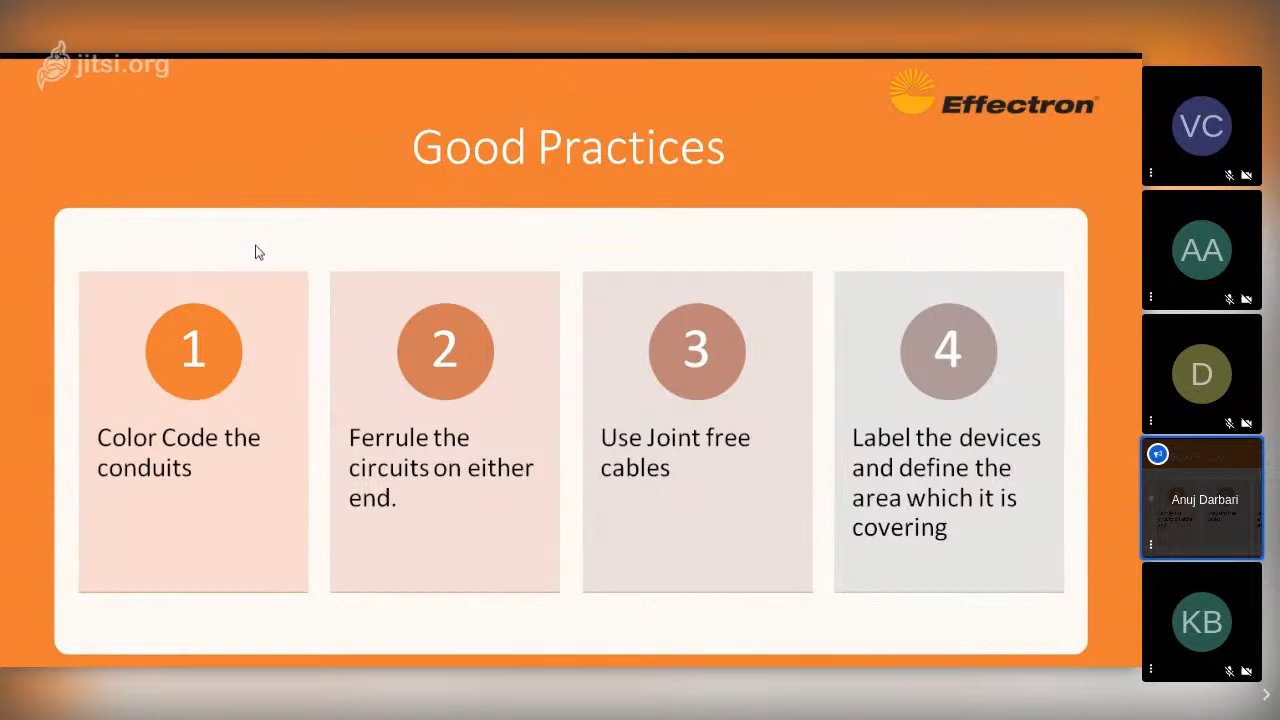 jitsi.org
Effectron
Good Practices
1
Color Code the
conduits
2
Ferrule the
circuits on either
end.
3
Use Joint free
cables
4
Label the devices
and define the
area which it is
covering
VC
AA
D
Anuj Darbari
KB